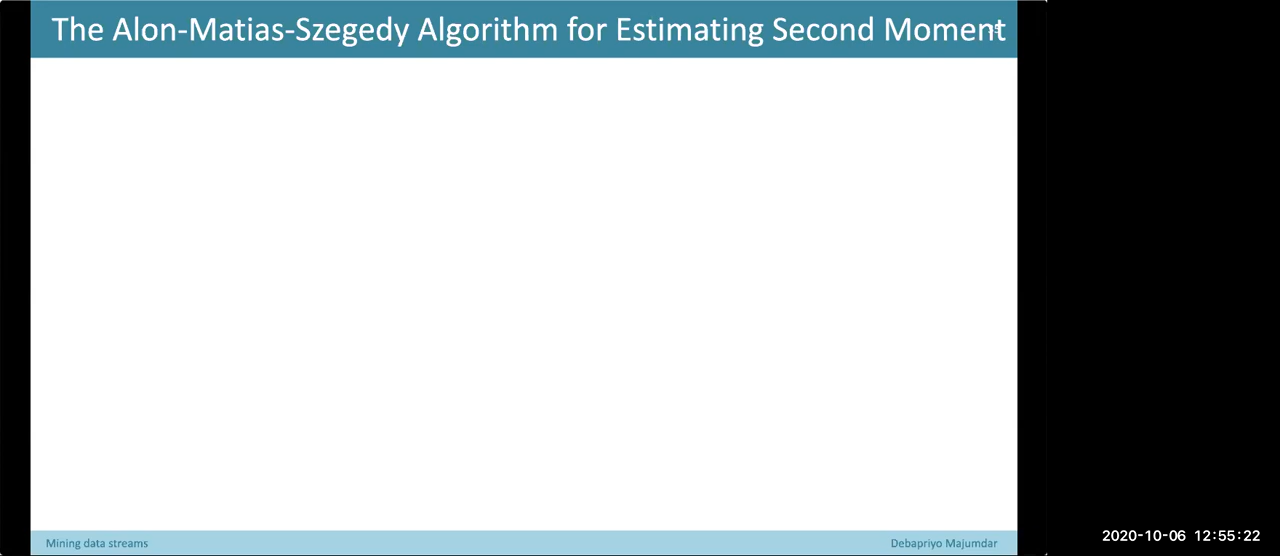 The Alon-Matias-Szegedy Algorithm for Estimating Second Moment
Mining data streams
Debapriyo Majumdar
2020-10-06 12:55:22